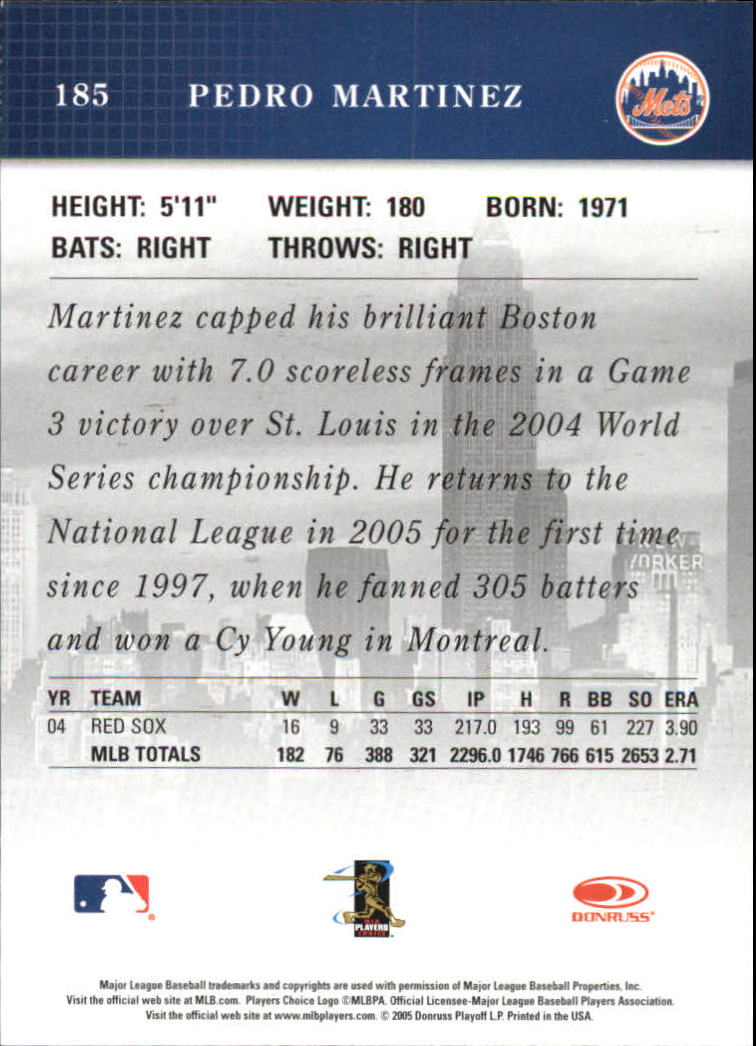 185 PEDRO MARTINEZ
Mets
HEIGHT: 5'11" WEIGHT: 180 BORN: 1971
BATS: RIGHT THROWS: RIGHT
Martinez capped his brilliant Boston
career with 7.0 scoreless frames in a Game
3 victory over St. Louis in the 2004 World
Series championship. He returns to the
National League in 2005 for the first time
since 1997, when he fanned 305 batters
and won a Cy Young in Montreal.
NEW
YORKER
YR TEAM W L G GS IP H R BB SO ERA
04 RED SOX 16 9 33 33 217.0 193 99 61 227 3.90
MLB TOTALS 182 76 388 321 2296.0 1746 766 615 2653 2.71
MLB
PLAYERS
CHOICE
DONRUSS
Major League Baseball trademarks and copyrights are used with permission of Major League Baseball Properties, Inc.
Visit the official web site at MLB.com. Players Choice Logo ©MLBPA. Official Licensee-Major League Baseball Players Association.
Visit the official web site at www.mlbplayers.com. © 2005 Donruss Playoff L.P. Printed in the USA.